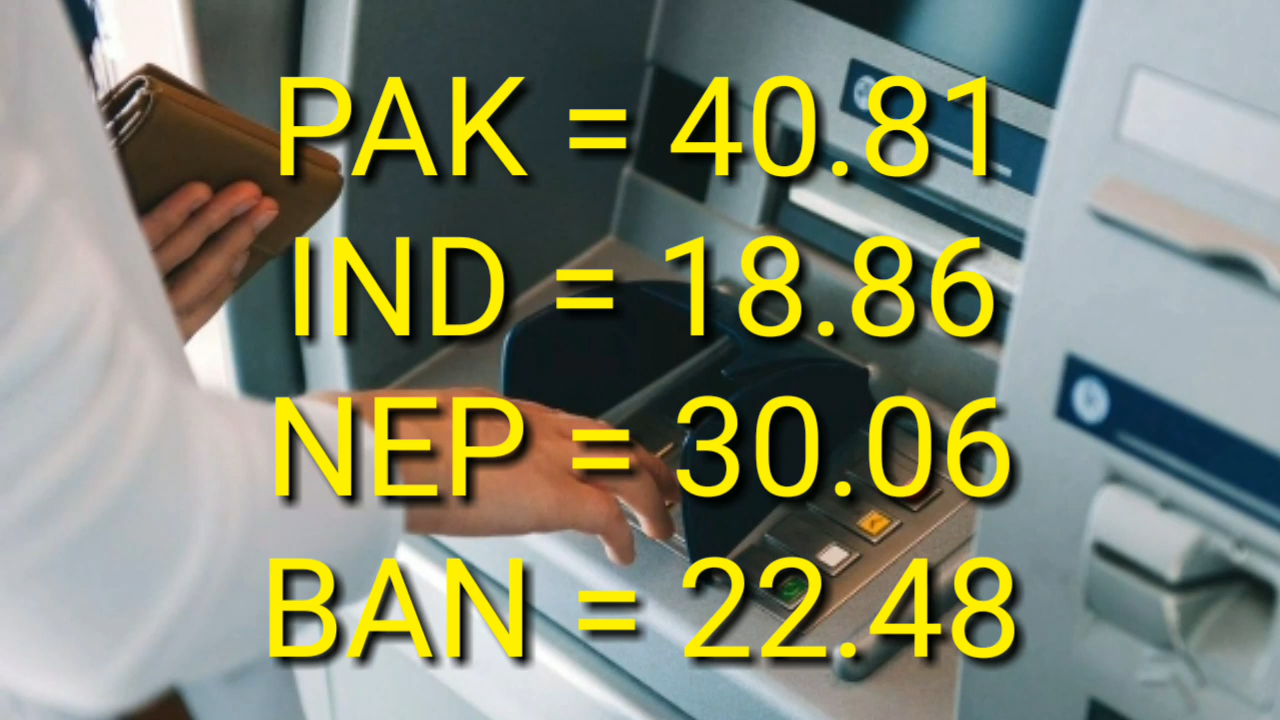 PAK = 40.81
IND = 18.86
NEP = 30.06
BAN = 22.48